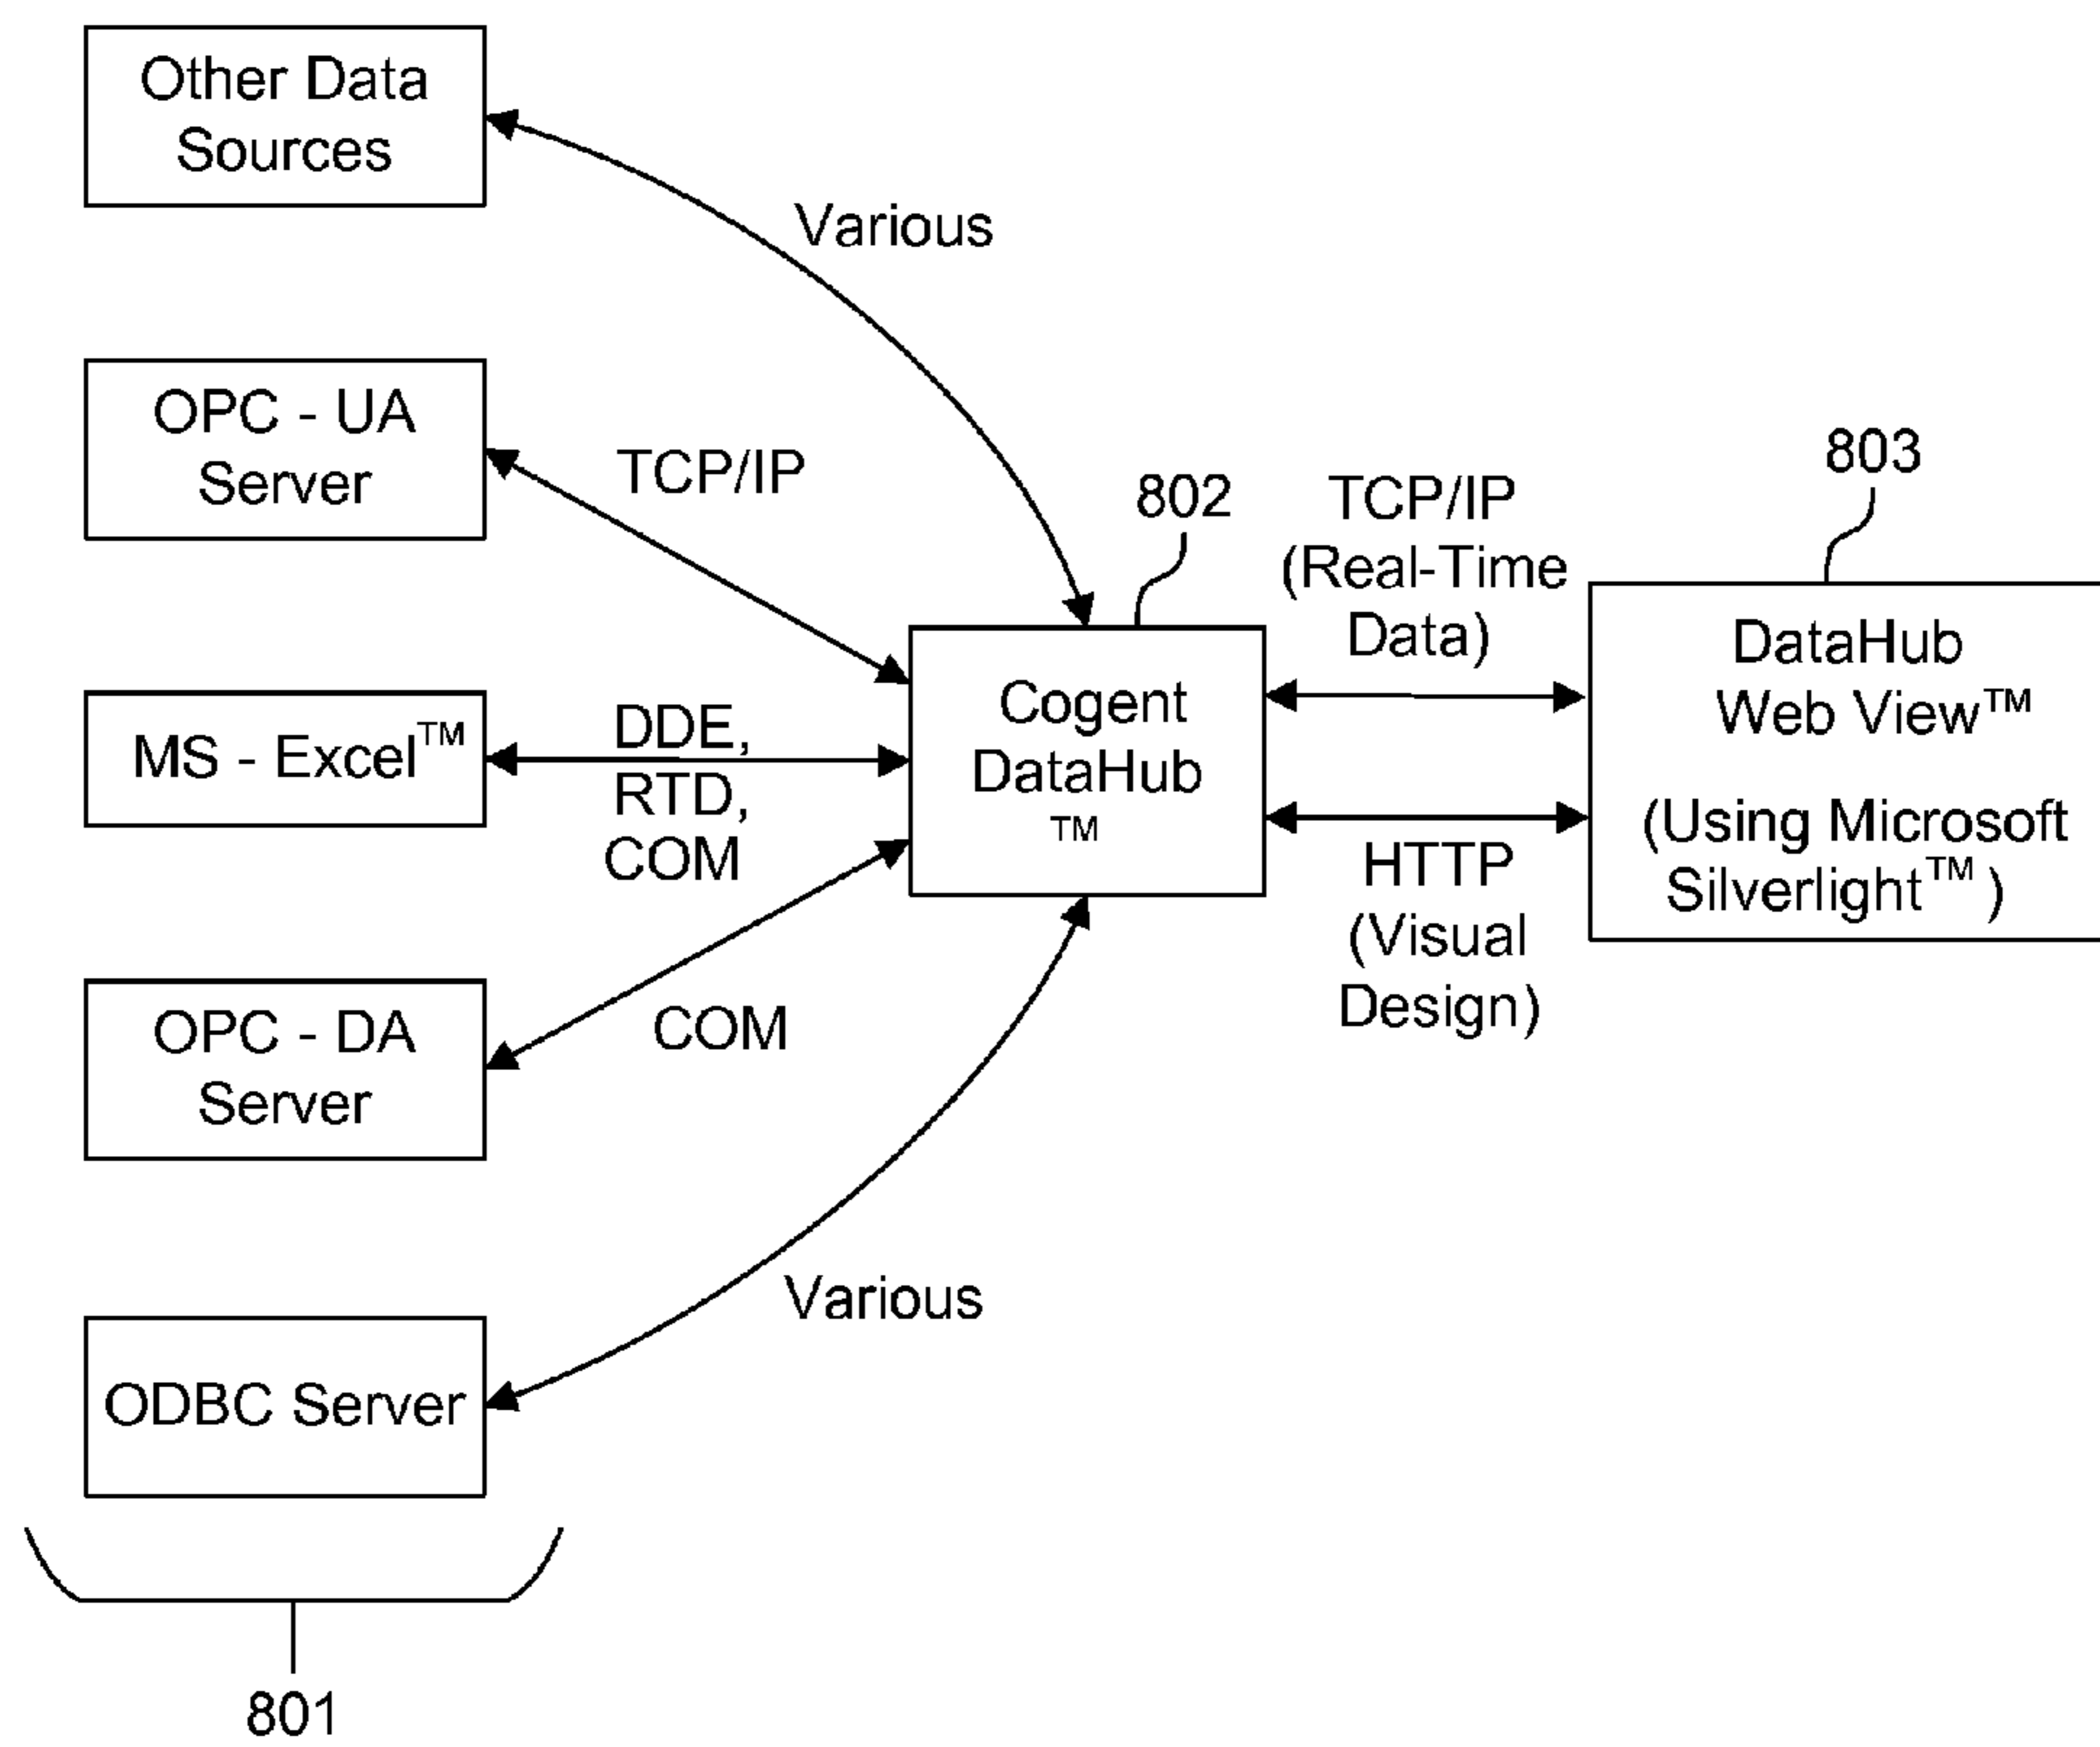 Other Data
Sources
Various
OPC - UA
Server
TCP/IP
MS - Excel™
DDE,
RTD,
COM
OPC - DA
Server
COM
ODBC Server
Various
801
802
Cogent
DataHub
™
TCP/IP
(Real-Time
Data)
HTTP
(Visual
Design)
803
DataHub
Web View™
(Using Microsoft
Silverlight™)